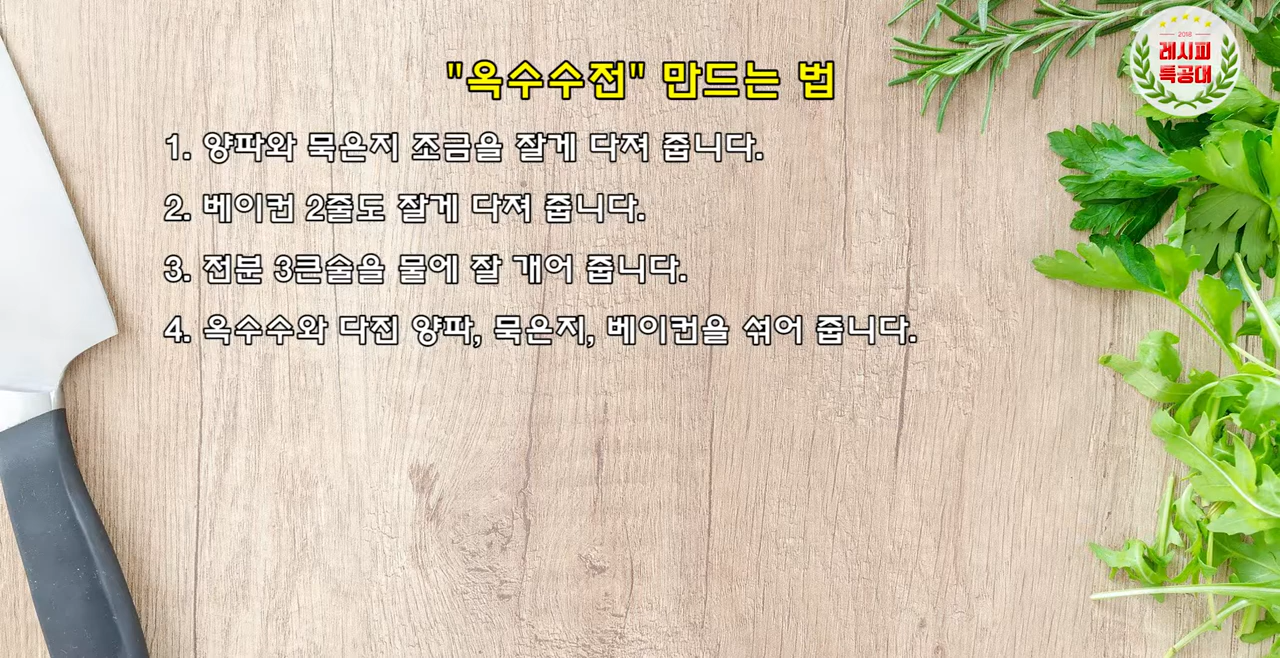 2018
레시피
특공대
"옥수수전" 만드는 법
1. 양파와 묵은지 조금을 잘게 다져 줍니다.
2. 베이컨 2줄도 잘게 다져 줍니다.
3. 전분 3큰술을 물에 잘 개어 줍니다.
4. 옥수수와 다진 양파, 묵은지, 베이컨을 섞어 줍니다.